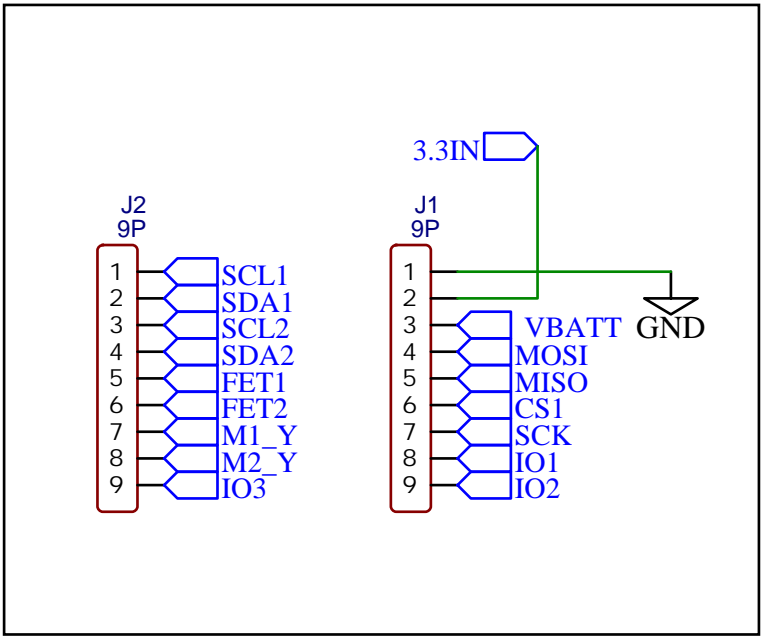 3.3IN
J2
9P
1 SCL1
2 SDA1
3 SCL2
4 SDA2
5 FET1
6 FET2
7 M1_Y
8 M2_Y
9 IO3
J1
9P
1
2
3 VBATT
4 MOSI
5 MISO
6 CS1
7 SCK
8 IO1
9 IO2
GND